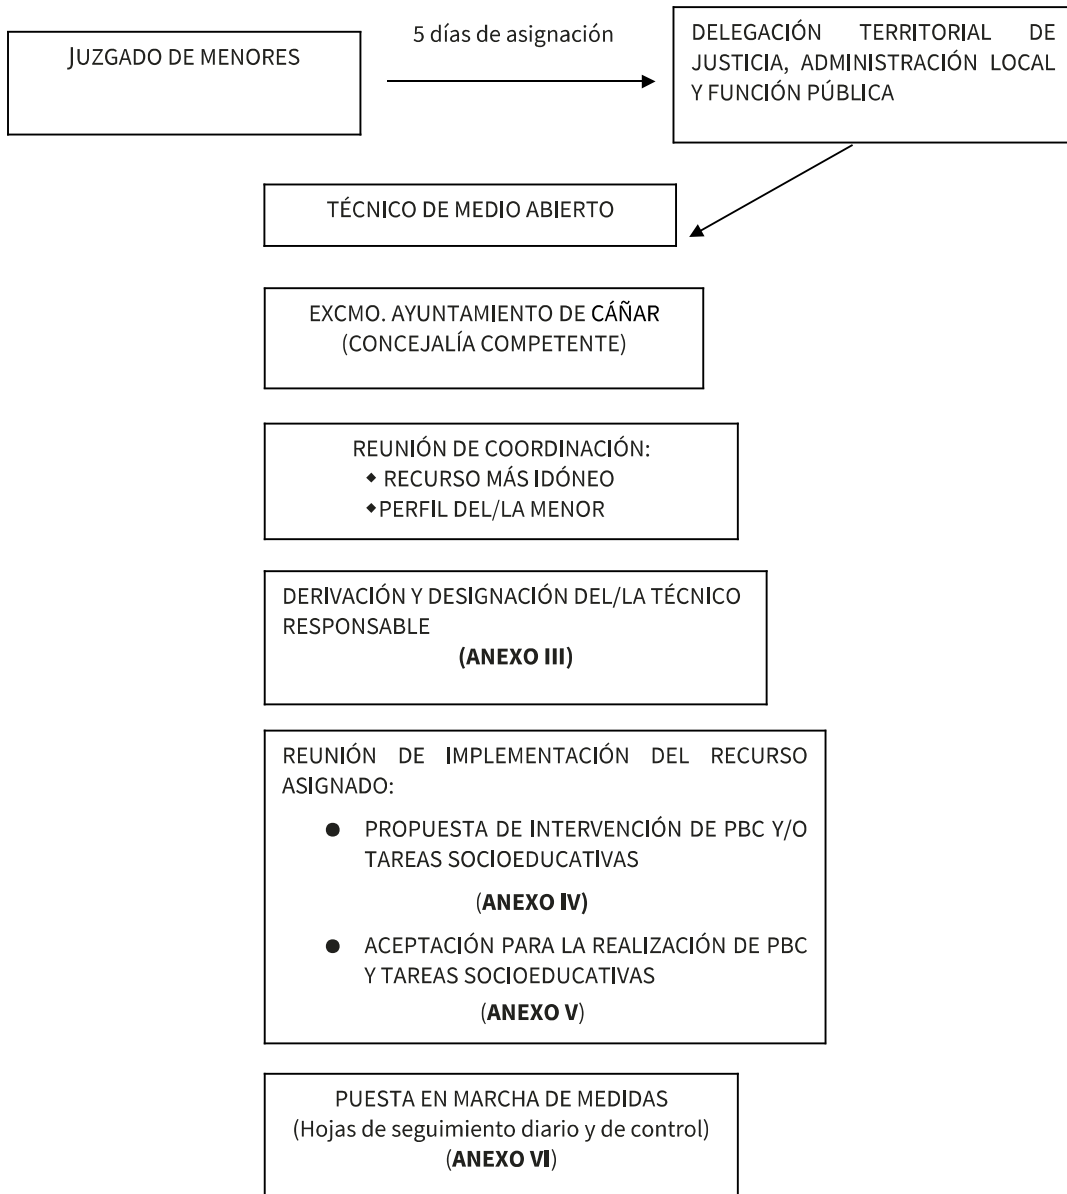 JUZGADO DE MENORES
5 días de asignación
DELEGACIÓN TERRITORIAL DE
JUSTICIA, ADMINISTRACIÓN LOCAL
Y FUNCIÓN PÚBLICA
TÉCNICO DE MEDIO ABIERTO
EXCMO. AYUNTAMIENTO DE CÁÑAR
(CONCEJALÍA COMPETENTE)
REUNIÓN DE COORDINACIÓN:
◆ RECURSO MÁS IDÓNEO
◆PERFIL DEL/LA MENOR
DERIVACIÓN Y DESIGNACIÓN DEL/LA TÉCNICO
RESPONSABLE
(ANEXO III)
REUNIÓN DE IMPLEMENTACIÓN DEL RECURSO
ASIGNADO:
● PROPUESTA DE INTERVENCIÓN DE PBC Y/O
TAREAS SOCIOEDUCATIVAS
(ANEXO IV)
● ACEPTACIÓN PARA LA REALIZACIÓN DE PBC
Y TAREAS SOCIOEDUCATIVAS
(ANEXO V)
PUESTA EN MARCHA DE MEDIDAS
(Hojas de seguimiento diario y de control)
(ANEXO VI)